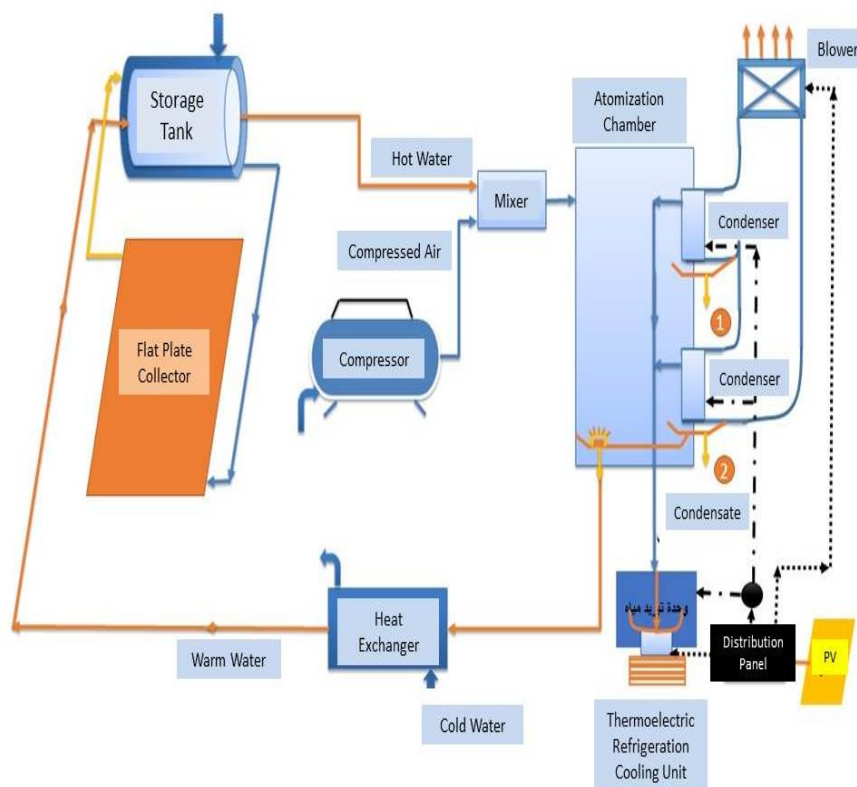 Blower
Storage
Tank
Atomization
Chamber
Hot Water
Mixer
Condenser
Compressed Air
1
Flat Plate
Collector
Compressor
Condenser
2
Condensate
وحدة تبريد مياه
Heat
Exchanger
Distribution
Panel
PV
Warm Water
Cold Water
Thermoelectric
Refrigeration
Cooling Unit